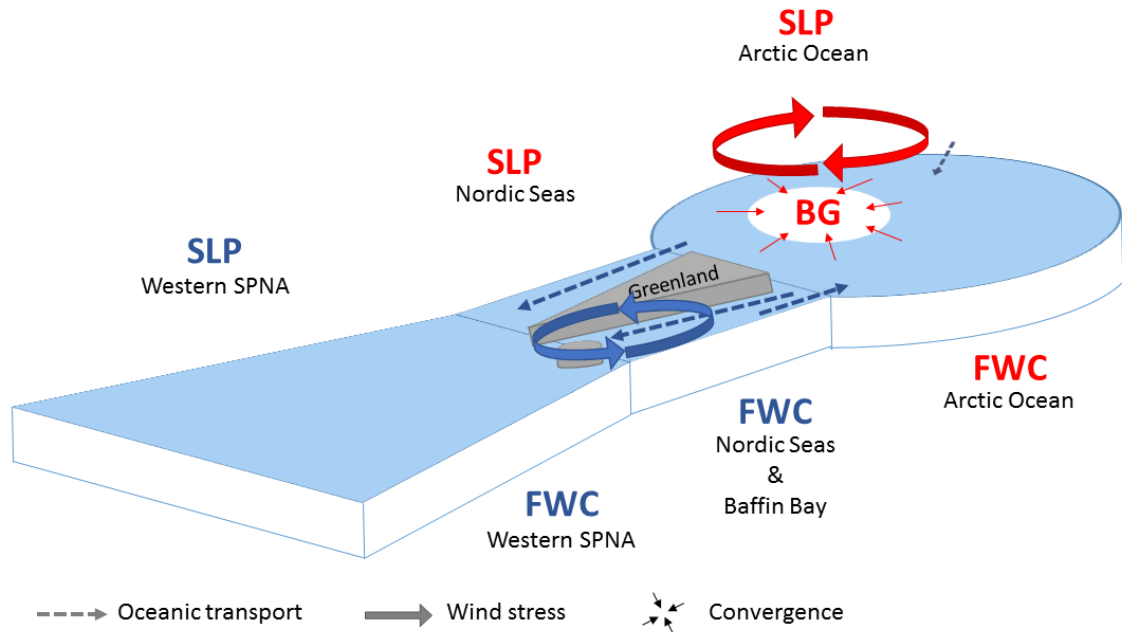 SLP
Arctic Ocean
SLP
Nordic Seas
BG
SLP
Western SPNA
Greenland
FWC
Arctic Ocean
FWC
Nordic Seas
&
Baffin Bay
FWC
Western SPNA
Oceanic transport
Wind stress
Convergence